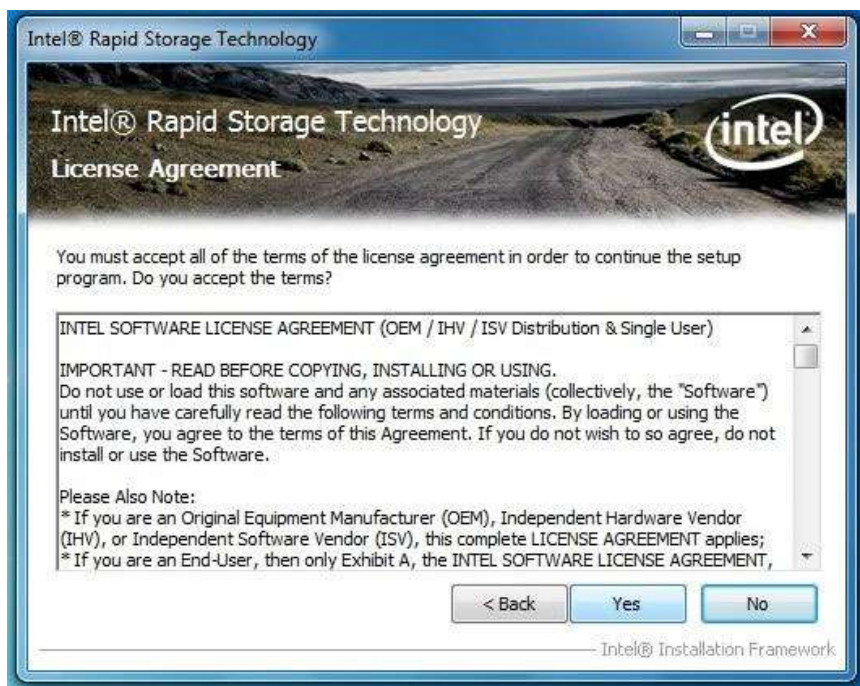 Intel® Rapid Storage Technology
Intel® Rapid Storage Technology
intel
License Agreement
You must accept all of the terms of the license agreement in order to continue the setup
program. Do you accept the terms?
INTEL SOFTWARE LICENSE AGREEMENT (OEM / IHV / ISV Distribution & Single User)
IMPORTANT - READ BEFORE COPYING, INSTALLING OR USING.
Do not use or load this software and any associated materials (collectively, the "Software")
until you have carefully read the following terms and conditions. By loading or using the
Software, you agree to the terms of this Agreement. If you do not wish to so agree, do not
install or use the Software.
Please Also Note:
* If you are an Original Equipment Manufacturer (OEM), Independent Hardware Vendor
(IHV), or Independent Software Vendor (ISV), this complete LICENSE AGREEMENT applies;
* If you are an End-User, then only Exhibit A, the INTEL SOFTWARE LICENSE AGREEMENT,
< Back Yes No
Intel® Installation Framework